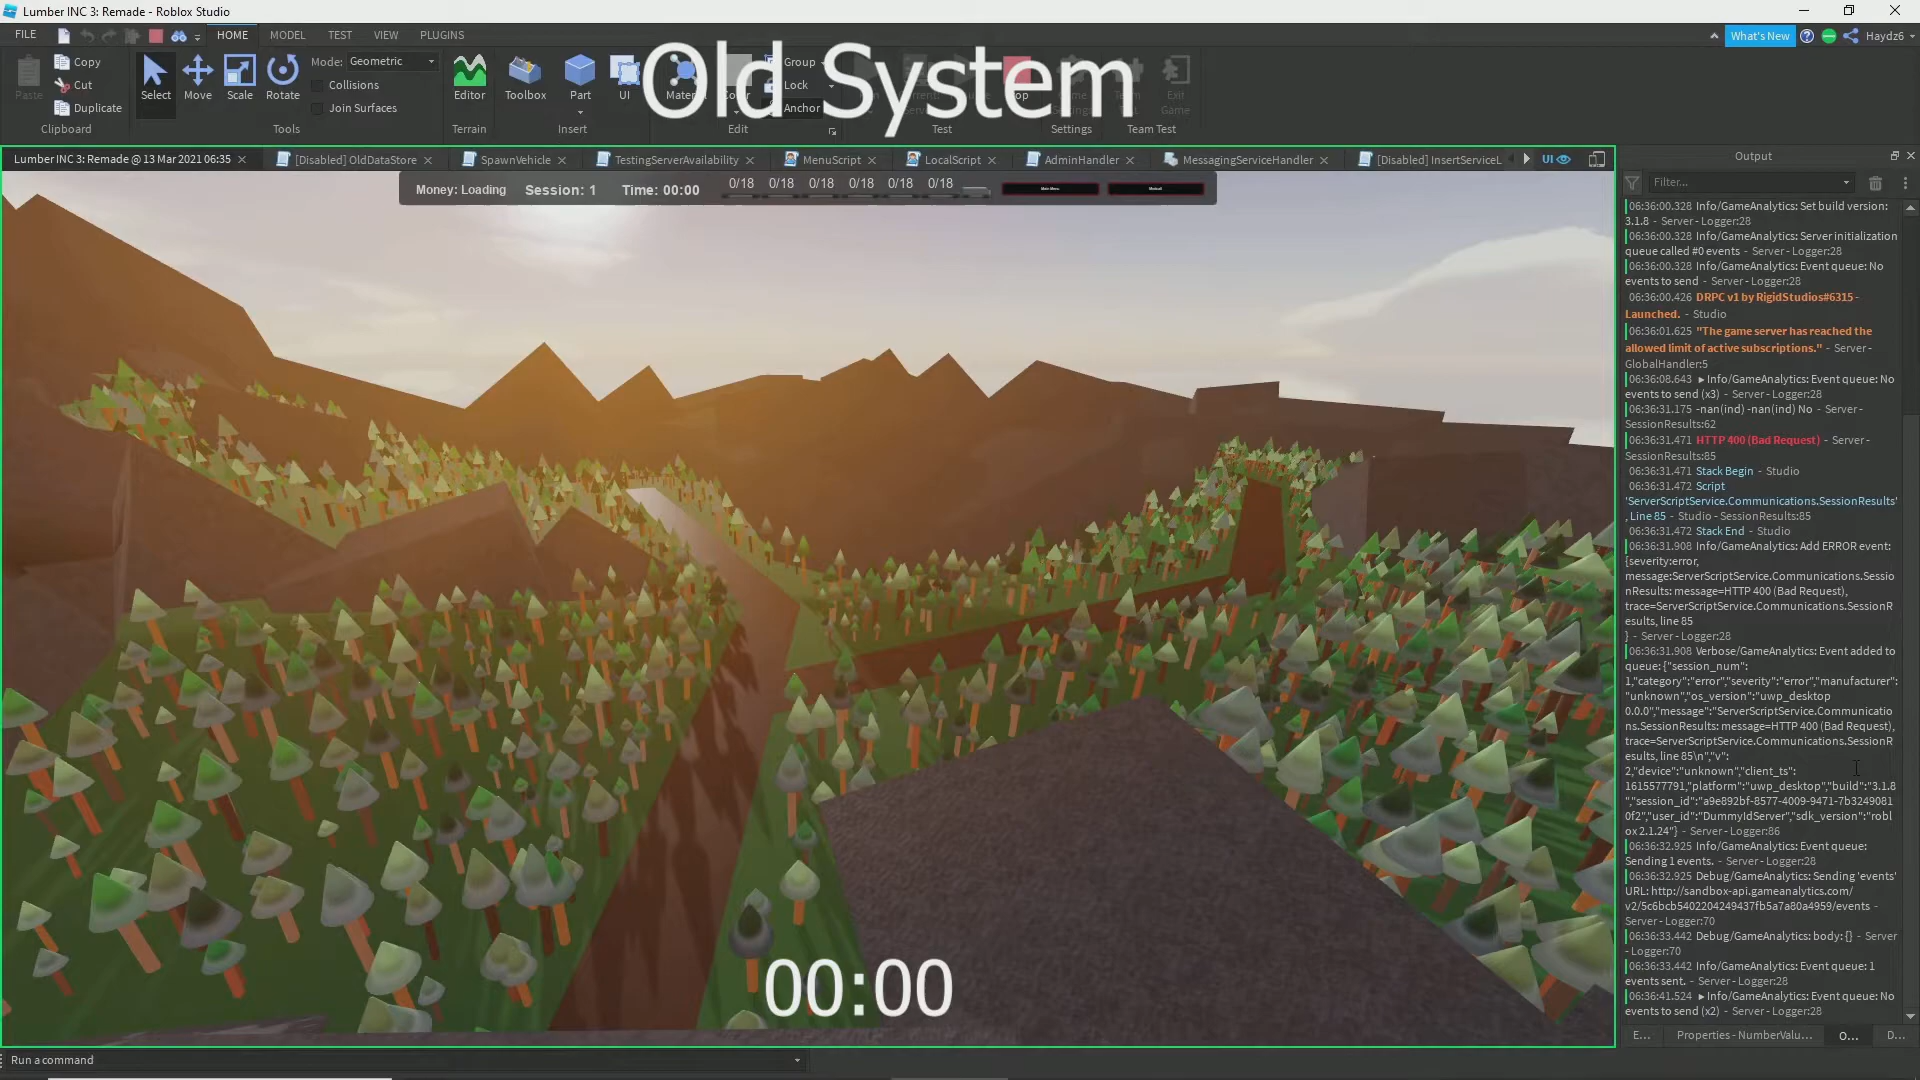 Lumber INC 3: Remade - Roblox Studio
FILE
HOME
MODEL
TEST
VIEW
PLUGINS
What's New
Haydz6
Old System
Paste
Copy
Cut
Duplicate
Clipboard
Select
Move
Scale
Rotate
Mode: Geometric
Collisions
Join Surfaces
Tools
Editor
Terrain
Toolbox
Part
UI
Insert
Group
Lock
Anchor
Edit
Test
Game
Settings
Settings
Exit
Game
Team Test
Lumber INC 3: Remade @ 13 Mar 2021 06:35
[Disabled] OldDataStore
SpawnVehicle
TestingServerAvailability
MenuScript
LocalScript
AdminHandler
MessagingServiceHandler
[Disabled] InsertServiceL
UI
Money: Loading
Session: 1
Time: 00:00
0/18
0/18
0/18
0/18
0/18
0/18
Main Menu
00:00
Output
Filter...
06:36:00.328 Info/GameAnalytics: Set build version:
3.1.8 - Server - Logger:28
06:36:00.328 Info/GameAnalytics: Server initialization
queue called #0 events - Server - Logger:28
06:36:00.328 Info/GameAnalytics: Event queue: No
events to send - Server - Logger:28
06:36:00.426 DRPC v1 by RigidStudios#6315 -
Launched. - Studio
06:36:01.625 "The game server has reached the
allowed limit of active subscriptions." - Server -
GlobalHandler:5
06:36:08.643 ▸ Info/GameAnalytics: Event queue: No
events to send (x3) - Server - Logger:28
06:36:31.175 -nan(ind) -nan(ind) No - Server -
SessionResults:62
06:36:31.471 HTTP 400 (Bad Request) - Server -
SessionResults:85
06:36:31.471 Stack Begin - Studio
06:36:31.472 Script
'ServerScriptService.Communications.SessionResults'
, Line 85 - Studio - SessionResults:85
06:36:31.472 Stack End - Studio
06:36:31.908 Info/GameAnalytics: Add ERROR event:
{severity:error,
message:ServerScriptService.Communications.Sessio
nResults: message=HTTP 400 (Bad Request),
trace=ServerScriptService.Communications.SessionR
esults, line 85
} - Server - Logger:28
06:36:31.908 Verbose/GameAnalytics: Event added to
queue: {"session_num":
1,"category":"error","severity":"error","manufacturer":
"unknown","os_version":"uwp_desktop
0.0.0","message":"ServerScriptService.Communicatio
ns.SessionResults: message=HTTP 400 (Bad Request),
trace=ServerScriptService.Communications.SessionR
esults, line 85\n","v":
2,"device":"unknown","client_ts":
1615577791,"platform":"uwp_desktop","build":"3.1.8
","session_id":"a9e892bf-8577-4009-9471-7b3249081
0f2","user_id":"DummyIdServer","sdk_version":"robl
ox 2.1.24"} - Server - Logger:86
06:36:32.925 Info/GameAnalytics: Event queue:
Sending 1 events. - Server - Logger:28
06:36:32.925 Debug/GameAnalytics: Sending 'events'
URL: http://sandbox-api.gameanalytics.com/
v2/5c6bcb5402204249437fb5a7a80a4959/events -
Server - Logger:70
06:36:33.442 Debug/GameAnalytics: body: {} - Server
- Logger:70
06:36:33.442 Info/GameAnalytics: Event queue: 1
events sent. - Server - Logger:28
06:36:41.524 ▸ Info/GameAnalytics: Event queue: No
events to send (x2) - Server - Logger:28
E...
Properties - NumberValu...
O...
D...
Run a command